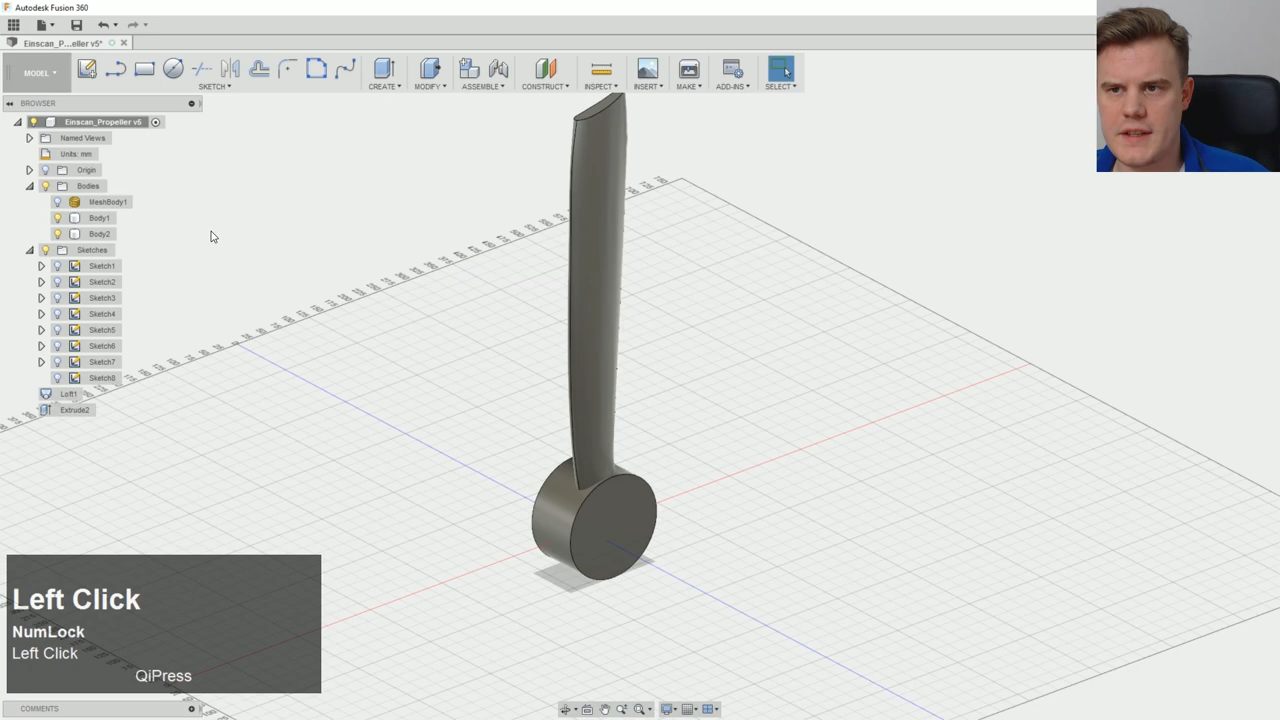 Autodesk Fusion 360
Einscan_P...eller v5*
MODEL
SKETCH
CREATE
MODIFY
ASSEMBLE
CONSTRUCT
INSPECT
INSERT
MAKE
ADD-INS
SELECT
BROWSER
Einscan_Propeller v5
Named Views
Units: mm
Origin
Bodies
MeshBody1
Body1
Body2
Sketches
Sketch1
Sketch2
Sketch3
Sketch4
Sketch5
Sketch6
Sketch7
Sketch8
Loft1
Extrude2
Left Click
NumLock
Left Click
QiPress
COMMENTS